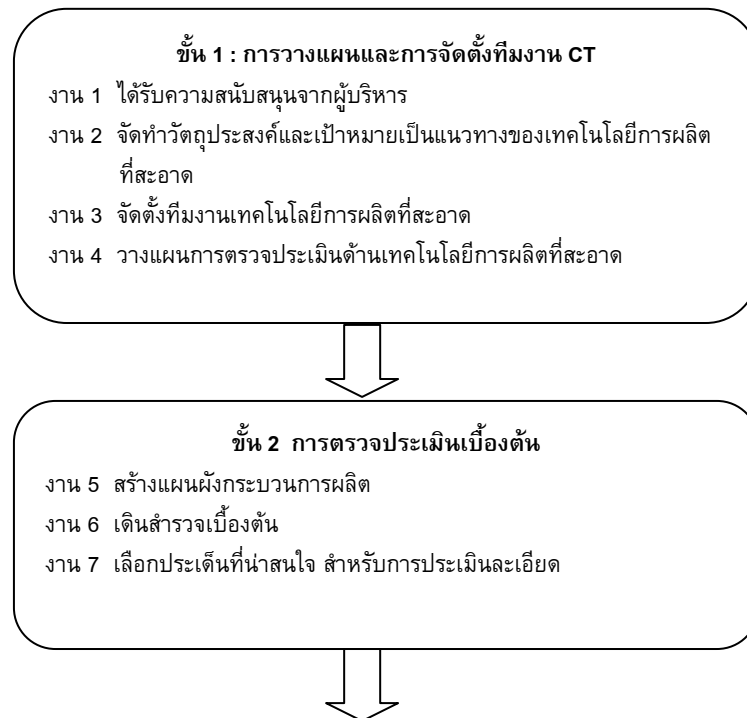 ขั้น 1 : การวางแผนและการจัดตั้งทีมงาน CT
งาน 1 ได้รับความสนับสนุนจากผู้บริหาร
งาน 2 จัดทำวัตถุประสงค์และเป้าหมายเป็นแนวทางของเทคโนโลยีการผลิต
ที่สะอาด
งาน 3 จัดตั้งทีมงานเทคโนโลยีการผลิตที่สะอาด
งาน 4 วางแผนการตรวจประเมินด้านเทคโนโลยีการผลิตที่สะอาด
ขั้น 2 การตรวจประเมินเบื้องต้น
งาน 5 สร้างแผนผังกระบวนการผลิต
งาน 6 เดินสำรวจเบื้องต้น
งาน 7 เลือกประเด็นที่น่าสนใจ สำหรับการประเมินละเอียด